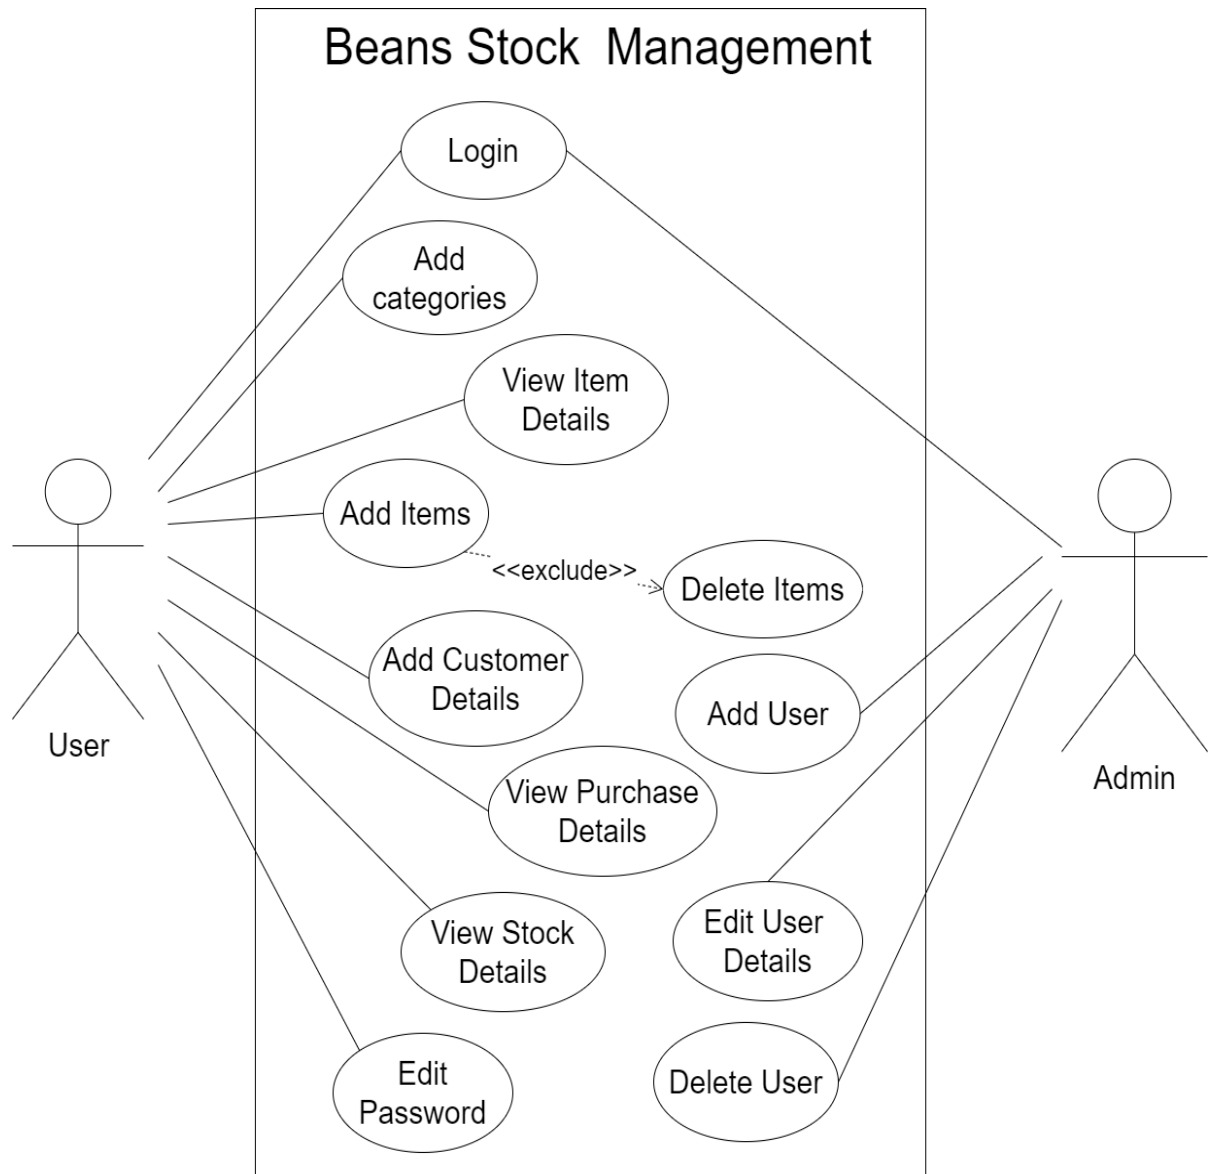 Beans Stock  Management
Login
Add
categories
View Item
Details
Add Items
<<exclude>>
Delete Items
Add Customer
Details
Add User
User
View Purchase
Details
Admin
View Stock
Details
Edit User
Details
Edit
Password
Delete User